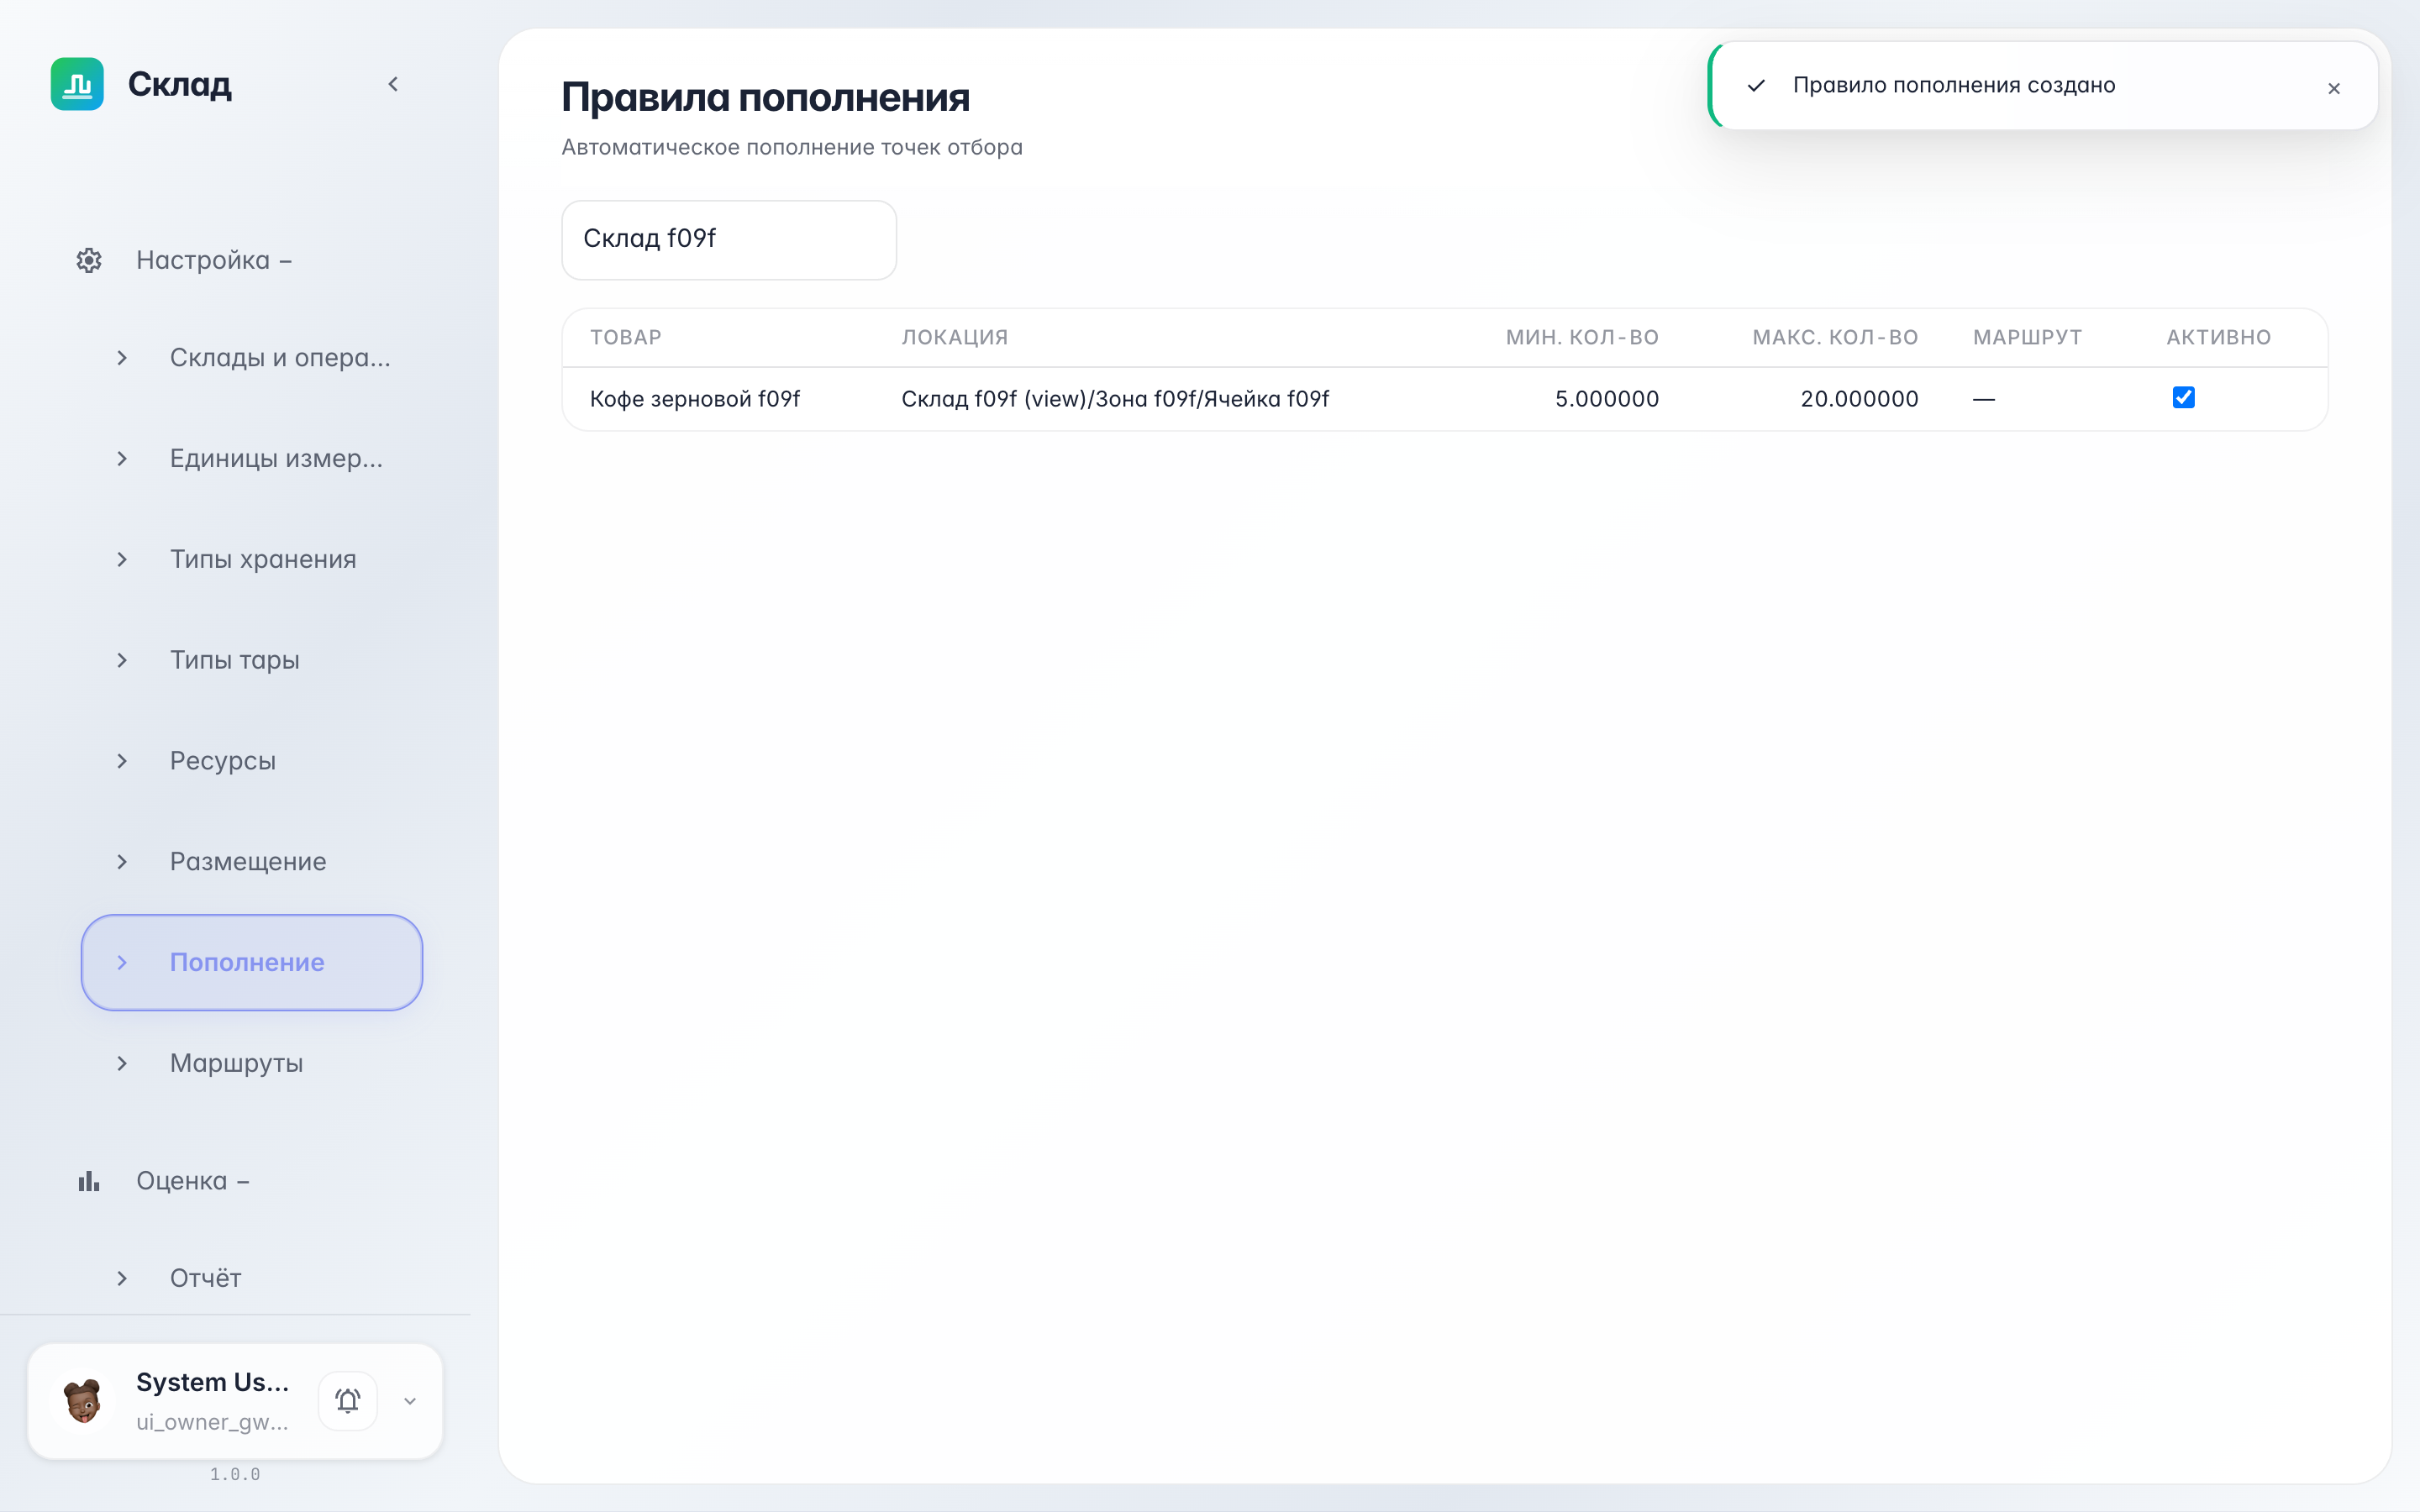 Склад
Настройка –
Склады и опера...
Единицы измер...
Типы хранения
Типы тары
Ресурсы
Размещение
Пополнение
Маршруты
Оценка –
Отчёт
System Us...
ui_owner_gw...
1.0.0
Правила пополнения
Автоматическое пополнение точек отбора
Правило пополнения создано
Склад f09f
ТОВАР ЛОКАЦИЯ МИН. КОЛ-ВО МАКС. КОЛ-ВО МАРШРУТ АКТИВНО
Кофе зерновой f09f Склад f09f (view)/Зона f09f/Ячейка f09f 5.000000 20.000000 —